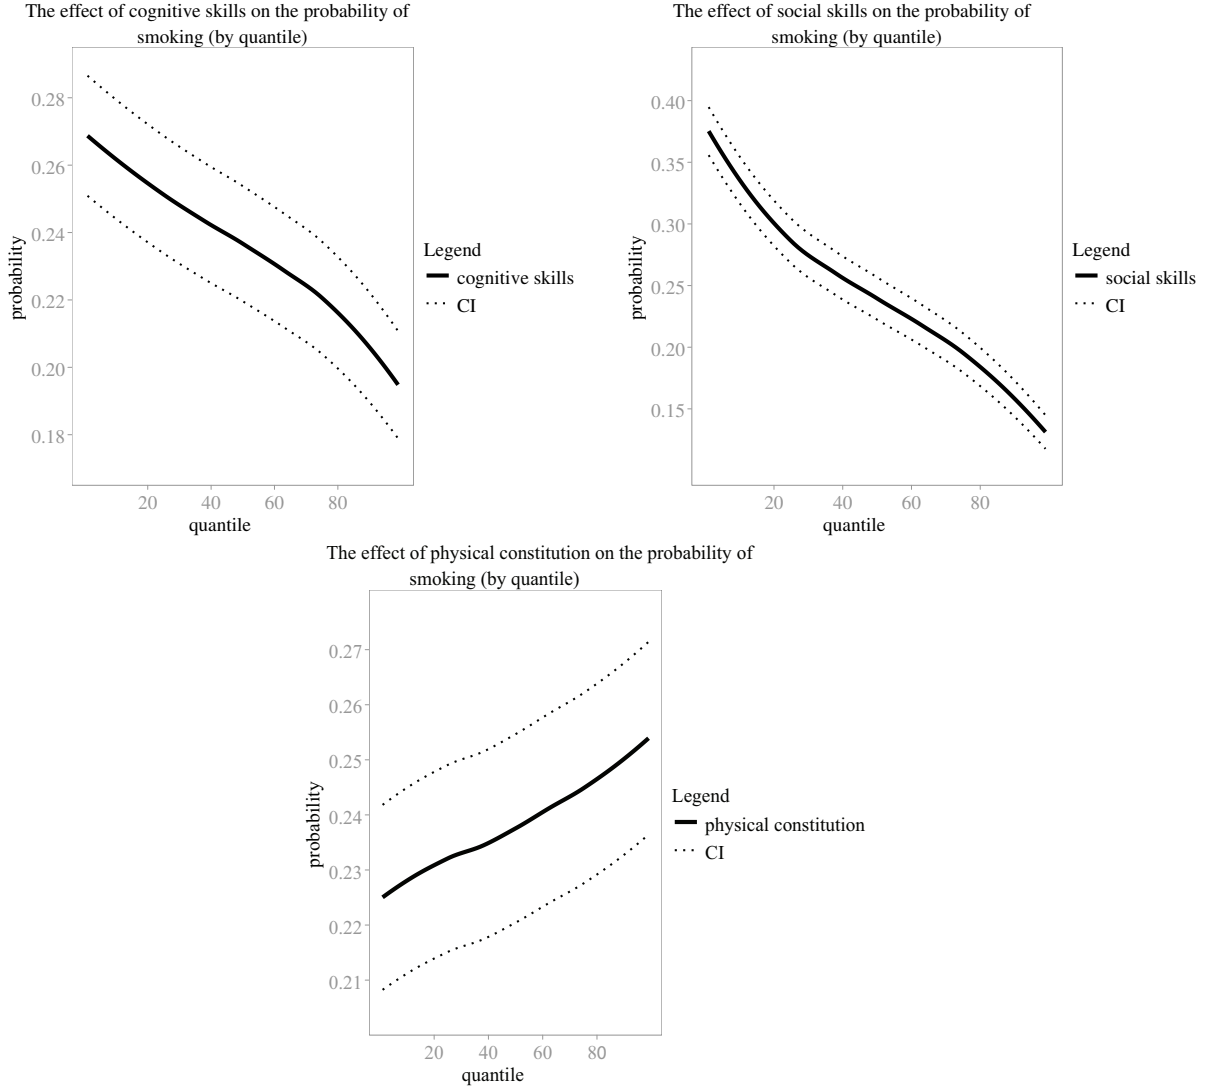 The effect of cognitive skills on the probability of
smoking (by quantile)
0.28
0.26
0.24
0.22
0.20
0.18
probability
20 40 60 80
quantile
Legend
cognitive skills
CI
The effect of social skills on the probability of
smoking (by quantile)
0.40
0.35
0.30
0.25
0.20
0.15
probability
20 40 60 80
quantile
Legend
social skills
CI
The effect of physical constitution on the probability of
smoking (by quantile)
0.27
0.26
0.25
0.24
0.23
0.22
0.21
probability
20 40 60 80
quantile
Legend
physical constitution
CI